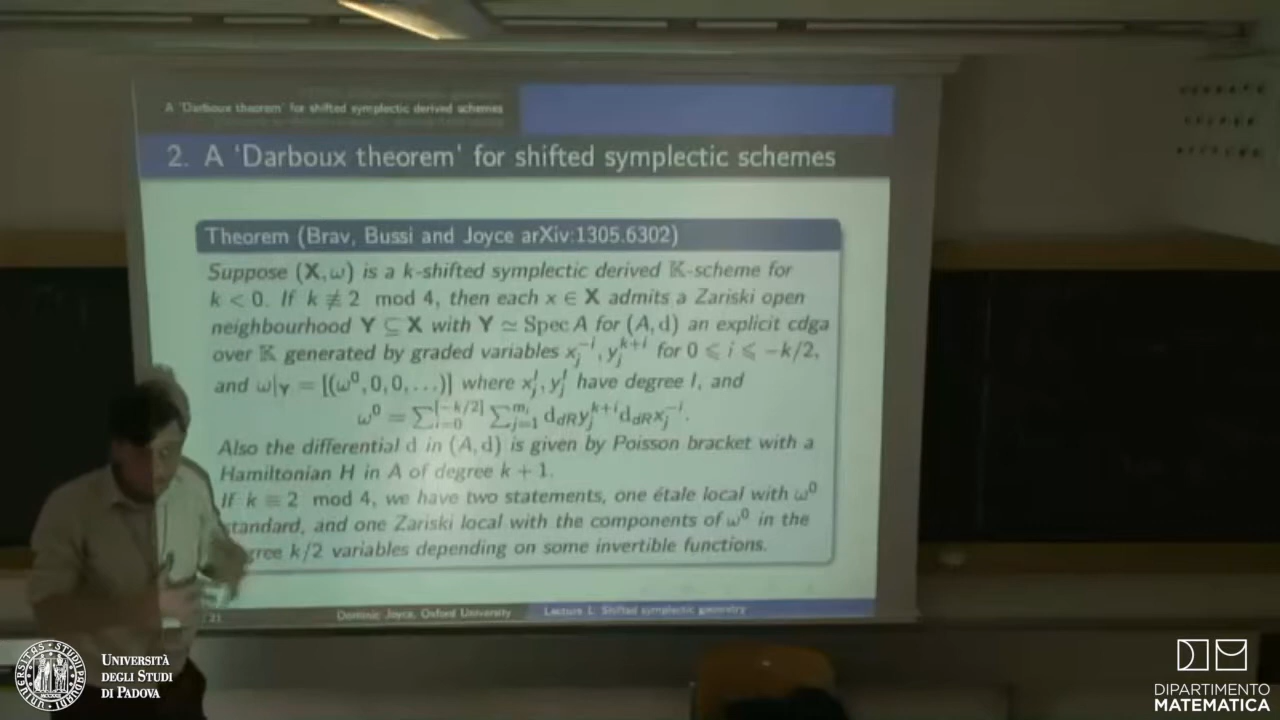 A 'Darboux theorem' for shifted symplectic derived schemes
2. A 'Darboux theorem' for shifted symplectic schemes
Theorem (Brav, Bussi and Joyce arXiv:1305.6302)
Suppose (X, ω) is a k-shifted symplectic derived 𝕂-scheme for
k < 0. If k ≢ 2 mod 4, then each x ∈ X admits a Zariski open
neighbourhood Y ⊆ X with Y ≃ Spec A for (A, d) an explicit cdga
over 𝕂 generated by graded variables x_j^{-i}, y_j^{k+i} for 0 ⩽ i ⩽ −k/2,
and ω|_Y = [(ω^0, 0, 0, . . .)] where x_j^l, y_j^l have degree l, and
ω^0 = ∑_{i=0}^{[−k/2]} ∑_{j=1}^{m_i} d_{dR}y_j^{k+i} d_{dR}x_j^{-i}.
Also the differential d in (A, d) is given by Poisson bracket with a
Hamiltonian H in A of degree k + 1.
If k ≡ 2 mod 4, we have two statements, one étale local with ω^0
standard, and one Zariski local with the components of ω^0 in the
gree k/2 variables depending on some invertible functions.
21 Dominic Joyce, Oxford University Lecture 1: Shifted symplectic geometry
UNIVERSITÀ
DEGLI STUDI
DI PADOVA
DIPARTIMENTO
MATEMATICA